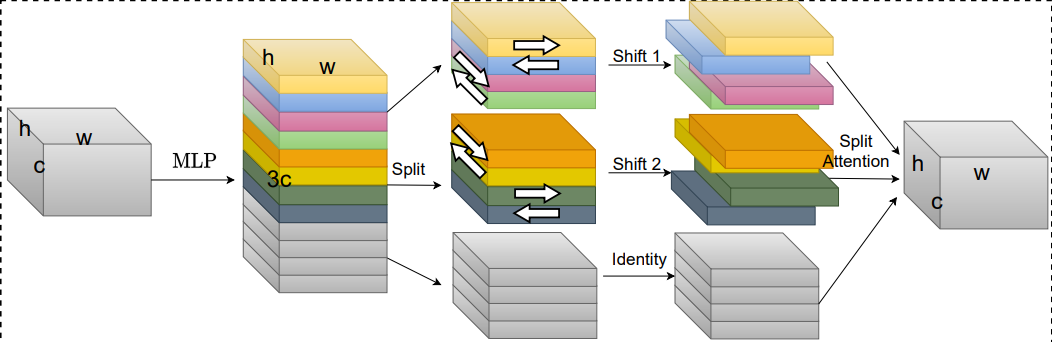 h
w
c
MLP
h
w
3c
Split
Shift 1
Shift 2
Identity
Split
Attention
h
w
c